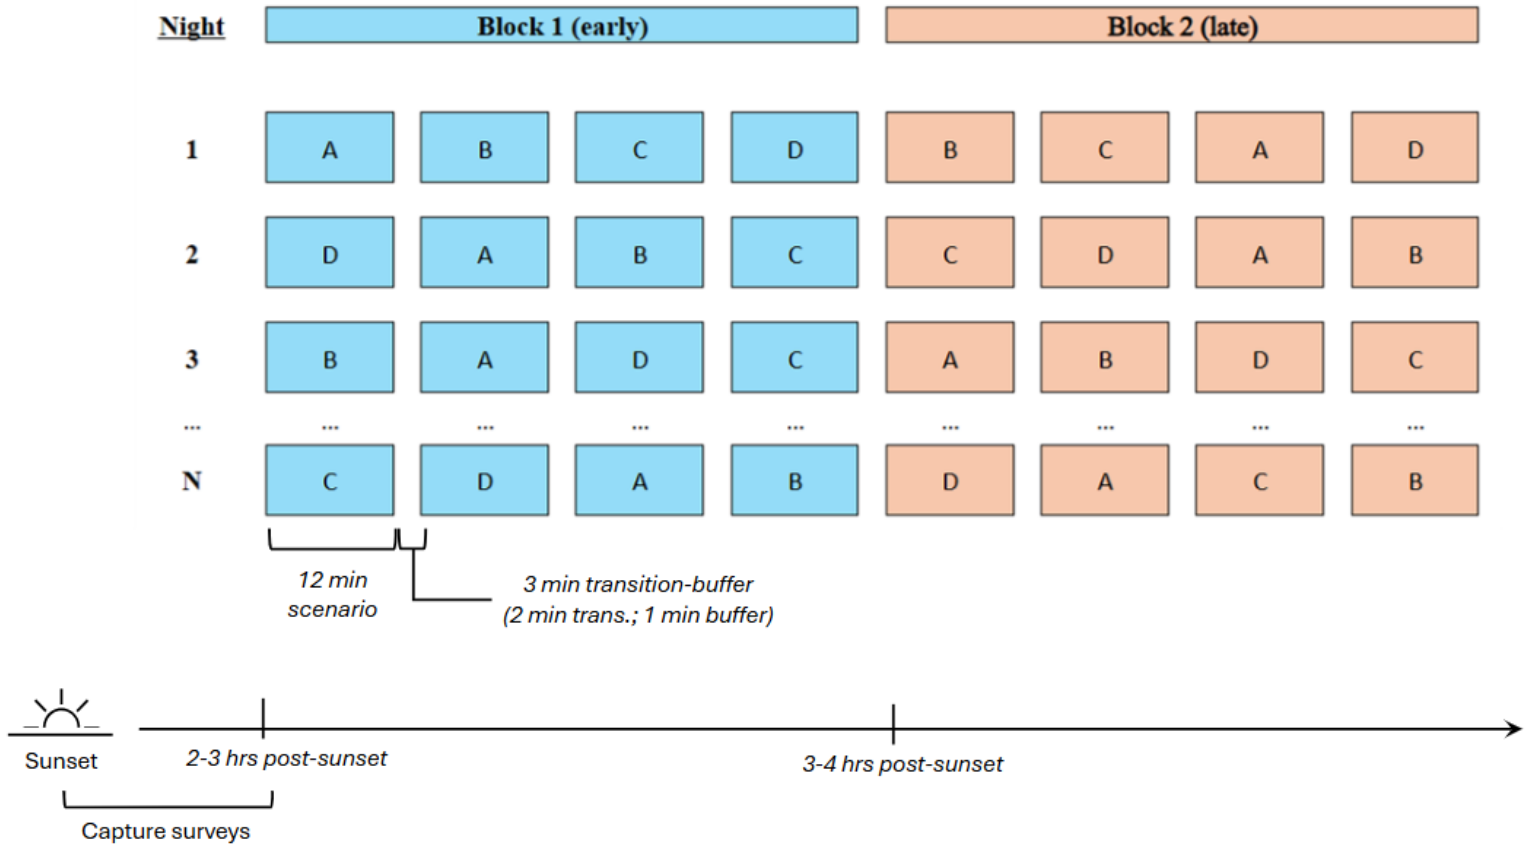 Night Block 1 (early) Block 2 (late)
1 A B C D B C A D
2 D A B C C D A B
3 B A D C A B D C
... ... ... ... ... ... ... ... ...
N C D A B D A C B
12 min
scenario
3 min transition-buffer
(2 min trans.; 1 min buffer)
Sunset
2-3 hrs post-sunset
3-4 hrs post-sunset
Capture surveys